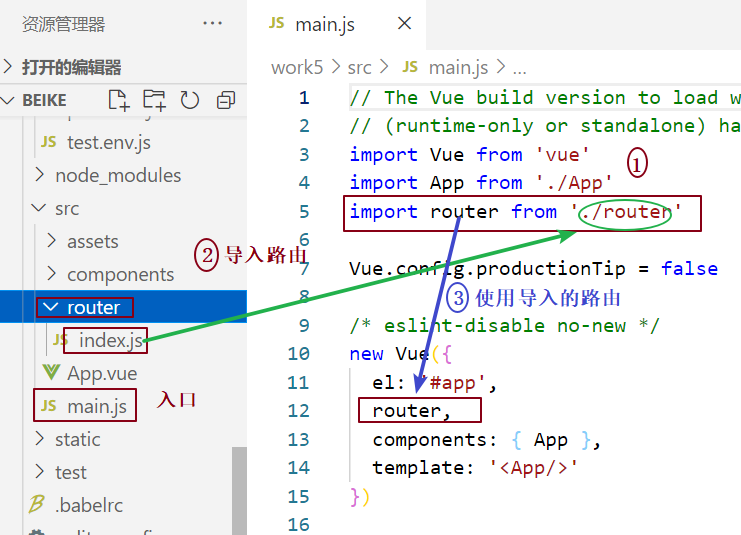 资源管理器 ···
打开的编辑器
BEIKE
JS test.env.js
node_modules
src
assets
components
router
JS index.js
App.vue
JS main.js
static
test
.babelrc
入口
② 导入路由
JS main.js
work5 > src > JS main.js > ...
1 // The Vue build version to load w
2 // (runtime-only or standalone) ha
3 import Vue from 'vue'
①
4 import App from './App'
5 import router from './router'
6
7 Vue.config.productionTip = false
③ 使用导入的路由
8
9 /* eslint-disable no-new */
10 new Vue({
11 el: '#app',
12 router,
13 components: { App },
14 template: '<App/>'
15 })
16